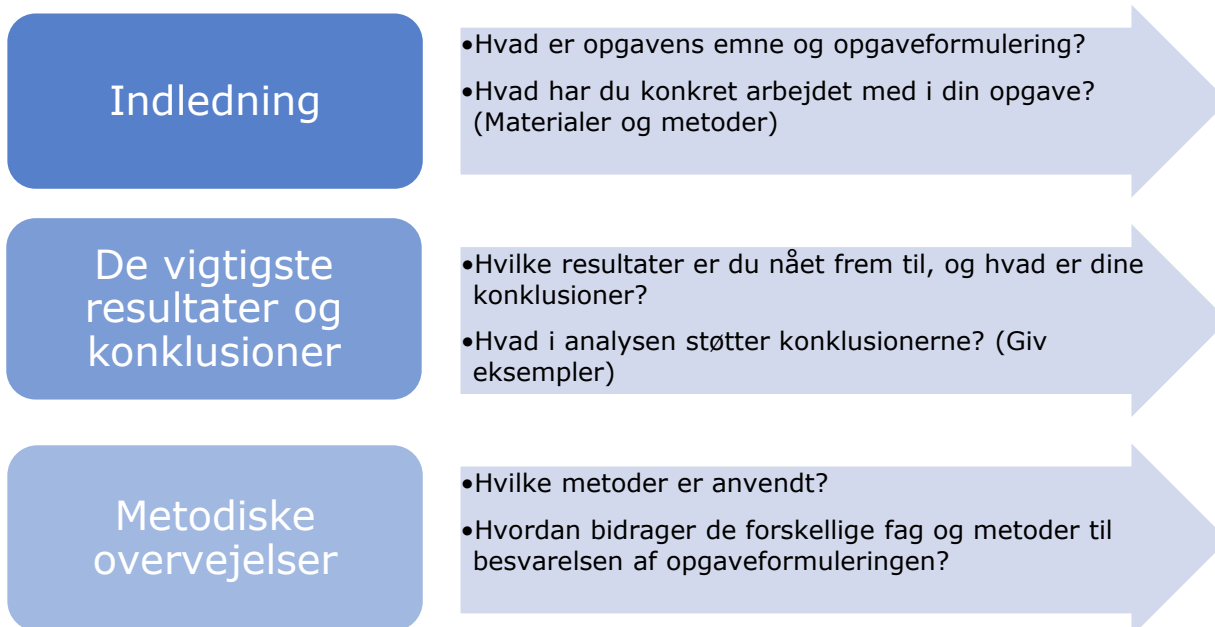 Indledning
•Hvad er opgavens emne og opgaveformulering?
•Hvad har du konkret arbejdet med i din opgave?
(Materialer og metoder)
De vigtigste
resultater og
konklusioner
•Hvilke resultater er du nået frem til, og hvad er dine
konklusioner?
•Hvad i analysen støtter konklusionerne? (Giv
eksempler)
Metodiske
overvejelser
•Hvilke metoder er anvendt?
•Hvordan bidrager de forskellige fag og metoder til
besvarelsen af opgaveformuleringen?